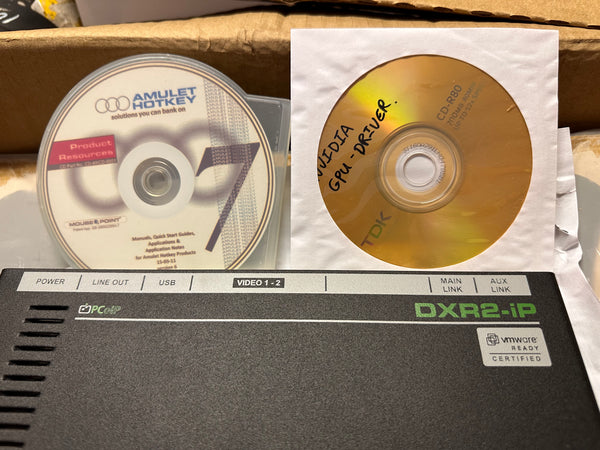 AMULET
HOTKEY
solutions you can bank on
Product
Resources
MOUSE POINT
7
Manuals, Quick Start Guides,
Applications &
Application Notes
for Amulet Hotkey Products
NVIDIA
GPU - DRIVER.
CD-R80
TDK
POWER
LINE OUT
USB
VIDEO 1 - 2
MAIN
LINK
AUX
LINK
PCoIP
DXR2-iP
vmware
READY
CERTIFIED